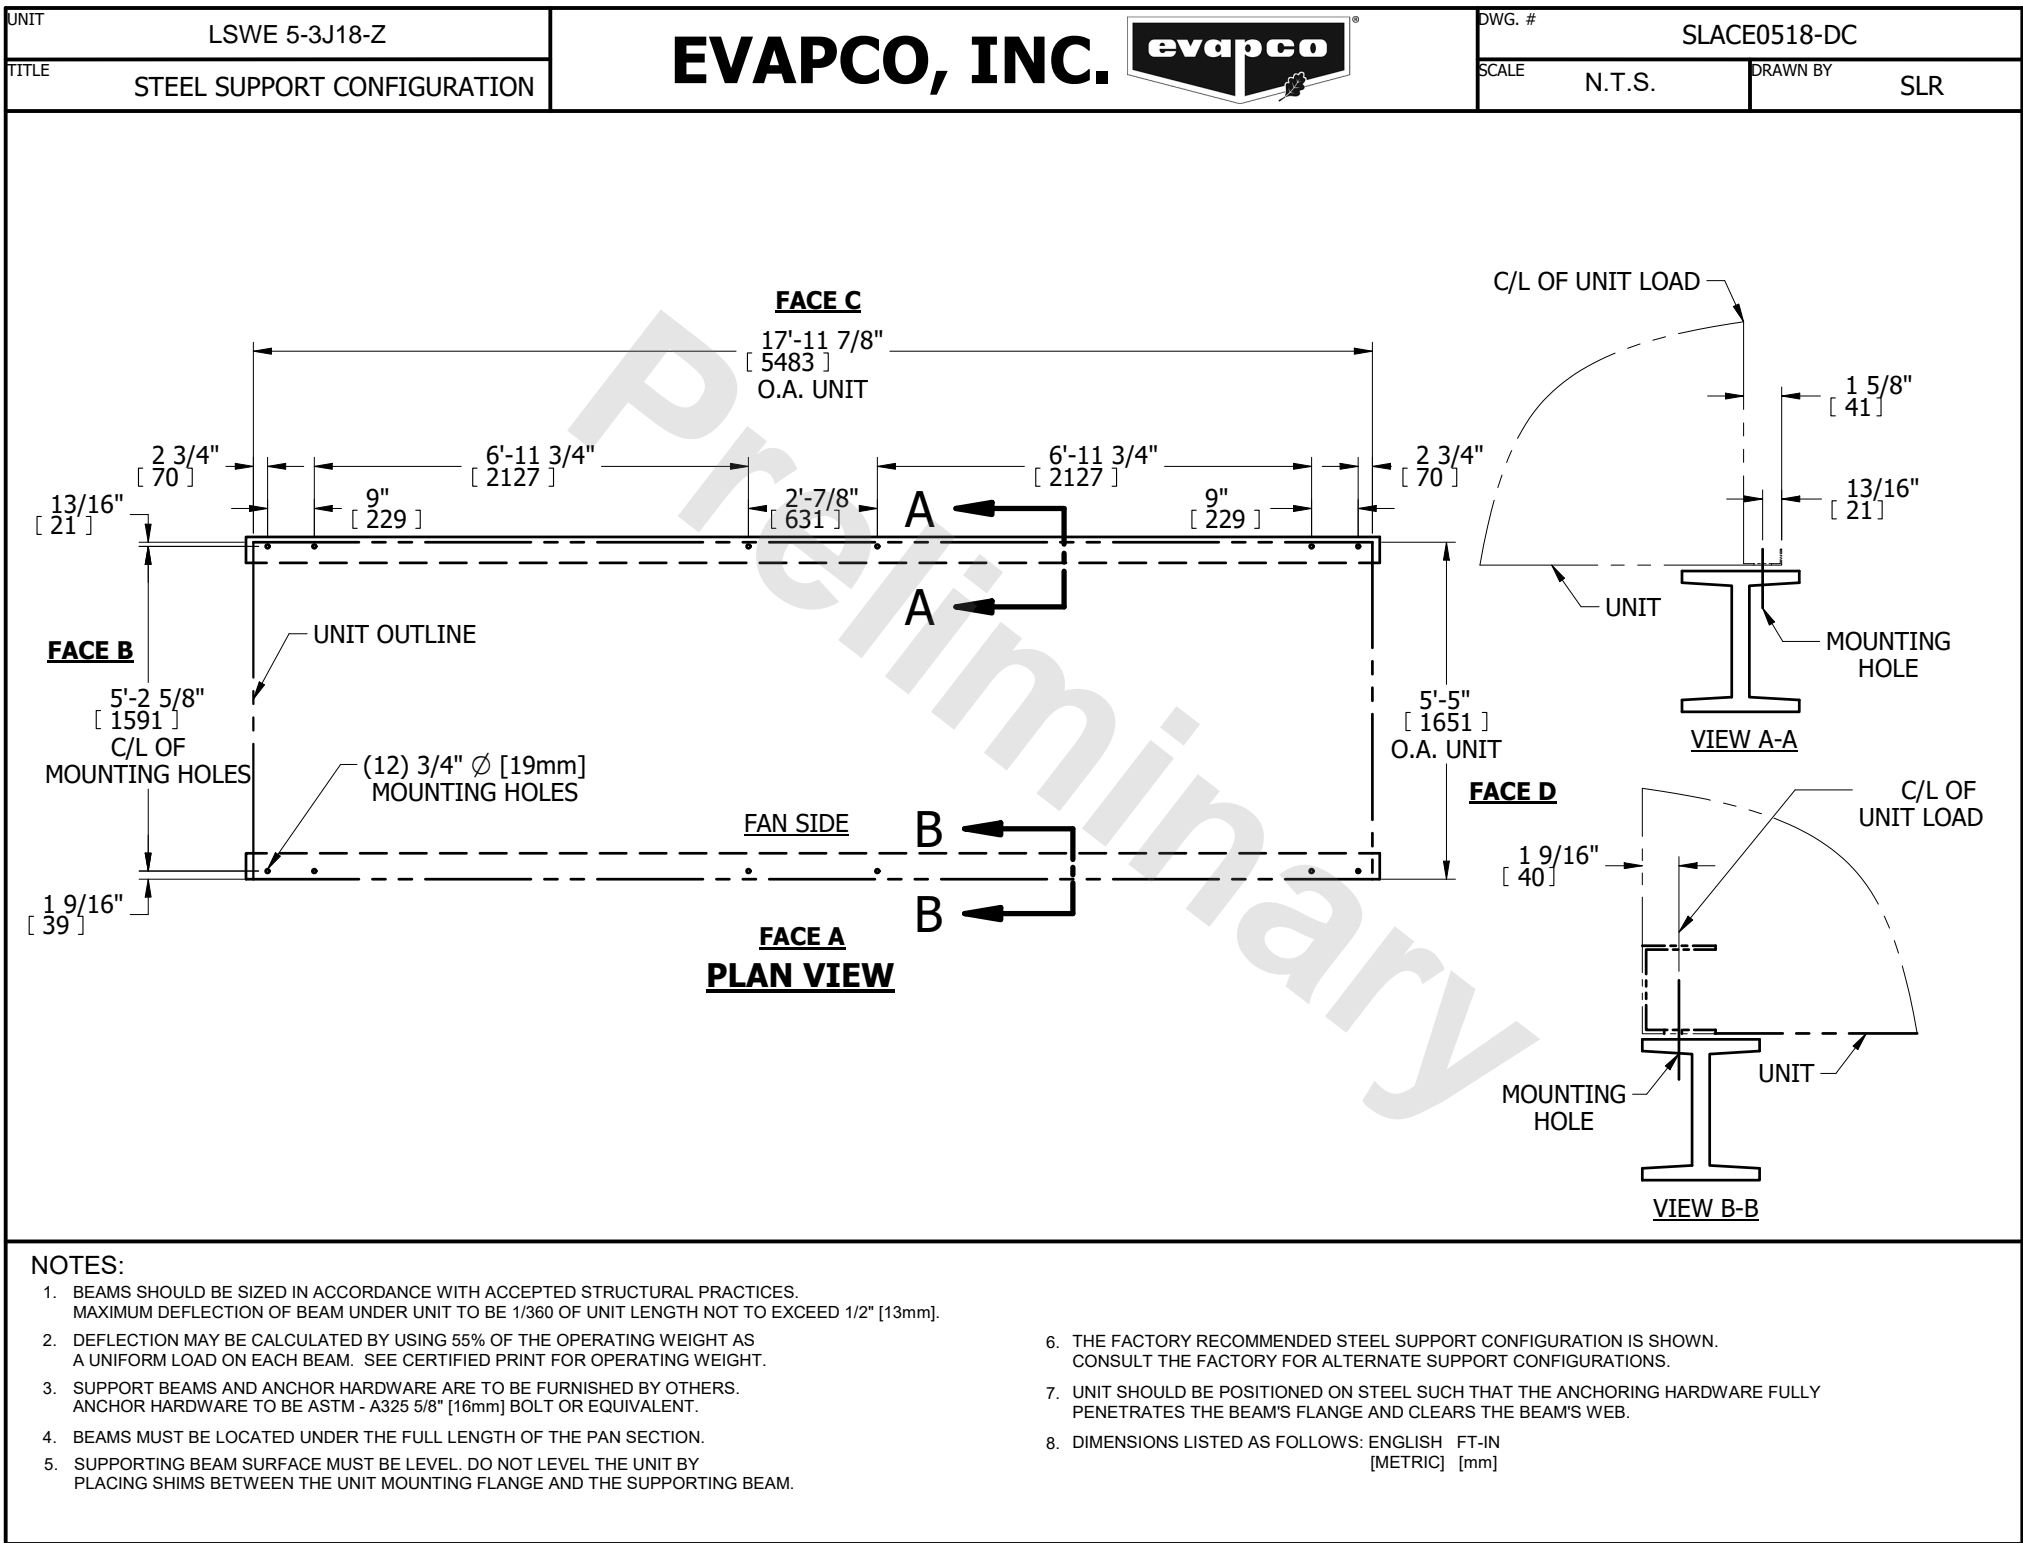 UNIT
LSWE 5-3J18-Z
TITLE
STEEL SUPPORT CONFIGURATION
EVAPCO, INC.
evapco
®
DWG. #
SLACE0518-DC
SCALE
N.T.S.
DRAWN BY
SLR
FACE C
17'-11 7/8"
[ 5483 ]
O.A. UNIT
2 3/4"
[ 70 ]
6'-11 3/4"
[ 2127 ]
6'-11 3/4"
[ 2127 ]
2 3/4"
[ 70 ]
13/16"
[ 21 ]
9"
[ 229 ]
2'-7/8"
[ 631 ]
9"
[ 229 ]
A
A
FACE B
UNIT OUTLINE
5'-2 5/8"
[ 1591 ]
C/L OF
MOUNTING HOLES
(12) 3/4" ∅ [19mm]
MOUNTING HOLES
5'-5"
[ 1651 ]
O.A. UNIT
FACE D
FAN SIDE
B
B
1 9/16"
[ 39 ]
FACE A
PLAN VIEW
C/L OF UNIT LOAD
1 5/8"
[ 41 ]
13/16"
[ 21 ]
UNIT
MOUNTING
HOLE
VIEW A-A
C/L OF
UNIT LOAD
1 9/16"
[ 40 ]
UNIT
MOUNTING
HOLE
VIEW B-B
Preliminary
NOTES:
1. BEAMS SHOULD BE SIZED IN ACCORDANCE WITH ACCEPTED STRUCTURAL PRACTICES.
MAXIMUM DEFLECTION OF BEAM UNDER UNIT TO BE 1/360 OF UNIT LENGTH NOT TO EXCEED 1/2" [13mm].
2. DEFLECTION MAY BE CALCULATED BY USING 55% OF THE OPERATING WEIGHT AS
A UNIFORM LOAD ON EACH BEAM. SEE CERTIFIED PRINT FOR OPERATING WEIGHT.
3. SUPPORT BEAMS AND ANCHOR HARDWARE ARE TO BE FURNISHED BY OTHERS.
ANCHOR HARDWARE TO BE ASTM - A325 5/8" [16mm] BOLT OR EQUIVALENT.
4. BEAMS MUST BE LOCATED UNDER THE FULL LENGTH OF THE PAN SECTION.
5. SUPPORTING BEAM SURFACE MUST BE LEVEL. DO NOT LEVEL THE UNIT BY
PLACING SHIMS BETWEEN THE UNIT MOUNTING FLANGE AND THE SUPPORTING BEAM.
6. THE FACTORY RECOMMENDED STEEL SUPPORT CONFIGURATION IS SHOWN.
CONSULT THE FACTORY FOR ALTERNATE SUPPORT CONFIGURATIONS.
7. UNIT SHOULD BE POSITIONED ON STEEL SUCH THAT THE ANCHORING HARDWARE FULLY
PENETRATES THE BEAM'S FLANGE AND CLEARS THE BEAM'S WEB.
8. DIMENSIONS LISTED AS FOLLOWS: ENGLISH FT-IN
[METRIC] [mm]